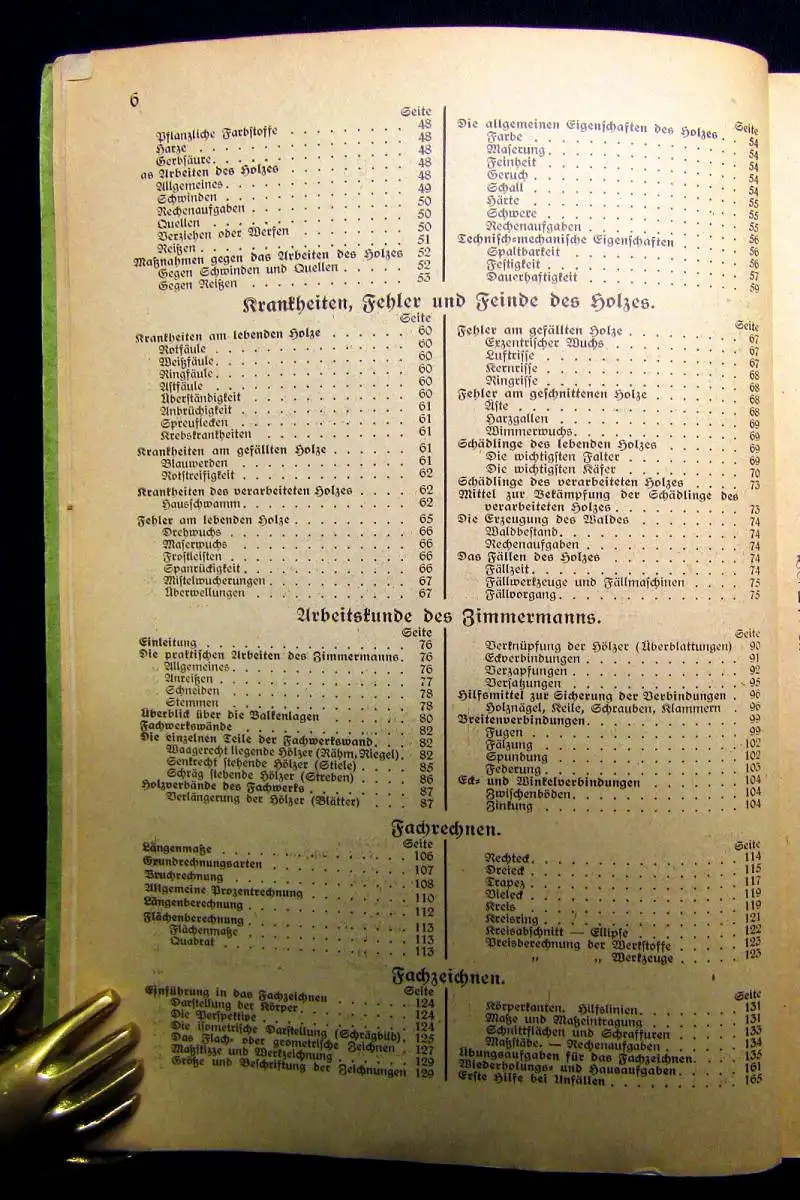 6
Seite
Pflanzliche Farbstoffe . . . . . . . . . 48
Harze . . . . . . . . . 48
Gerbsäure. . . . . . . . . 48
as Arbeiten des Holzes . . . . . . . . . 48
Allgemeines. . . . . . . . . 48
Schwinden . . . . . . . . . 49
Rechenaufgaben . . . . . . . . . 50
Quellen . . . . . . . . . 50
Verziehen oder Werfen . . . . . . . . . 50
Reißen. . . . . . . . . 51
Maßnahmen gegen das Arbeiten des Holzes 52
Gegen Schwinden und Quellen . . . . . 52
Gegen Reißen . . . . . . . . . 53
Seite
Die allgemeinen Eigenschaften des Holzes. . 54
Farbe . . . . . . . . . 54
Maserung. . . . . . . . . 54
Feinheit . . . . . . . . . 54
Geruch . . . . . . . . . 54
Schall . . . . . . . . . 54
Härte . . . . . . . . . 55
Schwere . . . . . . . . . 55
Rechenaufgaben . . . . . . . . . 55
Technisch-mechanische Eigenschaften . . . . 56
Spaltbarkeit . . . . . . . . . 56
Festigkeit . . . . . . . . . 57
Dauerhaftigkeit . . . . . . . . . 59
Krankheiten, Fehler und Feinde des Holzes.
Seite
Krankheiten am lebenden Holze . . . . . . 60
Rotfäule . . . . . . . . . 60
Weißfäule. . . . . . . . . 60
Ringfäule. . . . . . . . . 60
Astfäule . . . . . . . . . 60
Überständigkeit . . . . . . . . . 60
Anbrüchigkeit . . . . . . . . . 61
Spreuflecken . . . . . . . . . 61
Krebskrankheiten . . . . . . . . . 61
Krankheiten am gefällten Holze . . . . . . 61
Blauwerden . . . . . . . . . 61
Rotstreifigkeit . . . . . . . . . 62
Krankheiten des verarbeiteten Holzes . . . . 62
Hausschwamm. . . . . . . . . 62
Fehler am lebenden Holze . . . . . . . . . 65
Drehwuchs . . . . . . . . . 66
Maserwuchs . . . . . . . . . 66
Frostleisten . . . . . . . . . 66
Spanrückigkeit . . . . . . . . . 66
Mistelwucherungen . . . . . . . . . 67
Überwellungen . . . . . . . . . 67
Seite
Fehler am gefällten Holze . . . . . . . . . 67
Exzentrischer Wuchs . . . . . . . . . 67
Luftrisse . . . . . . . . . 67
Kernrisse . . . . . . . . . 68
Ringrisse . . . . . . . . . 68
Fehler am geschnittenen Holze . . . . . . 68
Äste . . . . . . . . . 68
Harzgallen . . . . . . . . . 69
Wimmerwuchs. . . . . . . . . 69
Schädlinge des lebenden Holzes . . . . . . 69
Die wichtigsten Falter . . . . . . . . . 69
Die wichtigsten Käfer . . . . . . . . . 70
Schädlinge des verarbeiteten Holzes . . . . . 73
Mittel zur Bekämpfung der Schädlinge des
verarbeiteten Holzes . . . . . . . . . 73
Die Erzeugung des Waldes . . . . . . . . . 74
Waldbestand. . . . . . . . . 74
Rechenaufgaben . . . . . . . . . 74
Das Fällen des Holzes . . . . . . . . . 74
Fällzeit. . . . . . . . . 74
Fällwerkzeuge und Fällmaschinen . . . . 75
Fällvorgang . . . . . . . . . 75
Arbeitskunde des Zimmermanns.
Seite
Einleitung . . . . . . . . . 76
Die praktischen Arbeiten des Zimmermanns. 76
Allgemeines. . . . . . . . . 76
Anreißen . . . . . . . . . 77
Schneiden . . . . . . . . . 78
Stemmen . . . . . . . . . 78
Überblick über die Balkenlagen . . . . . 80
Fachwerkswände . . . . . . . . . 82
Die einzelnen Teile der Fachwerkswand. . . 82
Waagerecht liegende Hölzer (Rähm, Riegel). 82
Senkrecht stehende Hölzer (Stiele) . . . . 85
Schräg stehende Hölzer (Streben) . . . . 86
Holzverbände des Fachwerks . . . . . . 87
Verlängerung der Hölzer (Blätter) . . . 87
Seite
Verknüpfung der Hölzer (Überblattungen) 90
Eckverbindungen . . . . . . . . . 91
Verzapfungen . . . . . . . . . 92
Versatzungen . . . . . . . . . 95
Hilfsmittel zur Sicherung der Verbindungen . 96
Holznägel, Keile, Schrauben, Klammern . 96
Breitenverbindungen. . . . . . . . . 99
Fugen . . . . . . . . . 99
Fälzung . . . . . . . . . 102
Spundung . . . . . . . . . 102
Federung . . . . . . . . . 103
Eck- und Winkelverbindungen . . . . . . 104
Zwischenböden. . . . . . . . . 104
Zinkung . . . . . . . . . 104
Fachrechnen.
Seite
Längenmaße . . . . . . . . . 106
Grundrechnungsarten . . . . . . . . . 107
Bruchrechnung . . . . . . . . . 108
Allgemeine Prozentrechnung . . . . . . 110
Längenberechnung . . . . . . . . . 112
Flächenberechnung . . . . . . . . . 113
Flächenmaße . . . . . . . . . 113
Quadrat . . . . . . . . . 113
Seite
Rechteck. . . . . . . . . 114
Dreieck . . . . . . . . . 115
Trapez . . . . . . . . . 117
Vieleck . . . . . . . . . 119
Kreis . . . . . . . . . 119
Kreisring . . . . . . . . . 121
Kreisabschnitt — Ellipse . . . . . . 122
Preisberechnung der Werkstoffe . . . . . 123
„ „ Werkzeuge . . . . . 123
Fachzeichnen.
Seite
Einführung in das Fachzeichnen . . . . . . 124
Darstellung der Körper. . . . . . . . . 124
Die Perspektive . . . . . . . . . 124
Die isometrische Darstellung (Schrägbild). 125
Das Flach- oder geometrische Zeichnen . 127
Maßskizze und Werkzeichnung . . . . . . 129
Größe und Beschriftung der Zeichnungen 129
Seite
Körperkanten. Hilfslinien. . . . . . . . . 131
Maße und Maßeintragung . . . . . . 131
Schnittflächen und Schraffuren . . . . . 133
Maßstäbe. — Rechenaufgaben . . . . . . 134
Übungsaufgaben für das Fachzeichnen. . . . 135
Wiederholungs- und Hausaufgaben. . . . . 161
Erste Hilfe bei Unfällen . . . . . . . . . 165